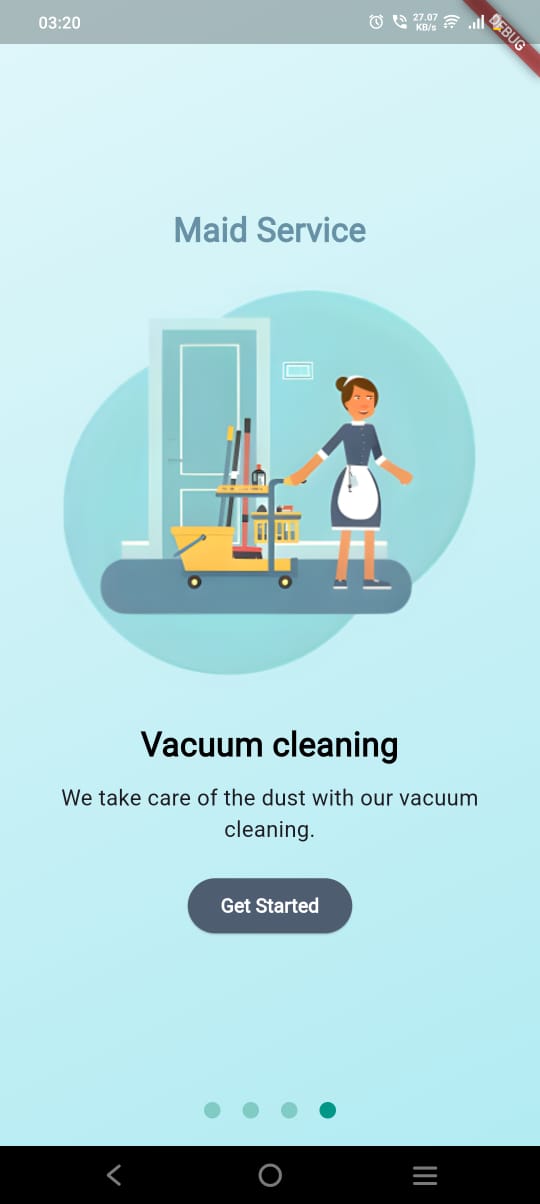 03:20
27.07
KB/s
DEBUG
Maid Service
Vacuum cleaning
We take care of the dust with our vacuum
cleaning.
Get Started